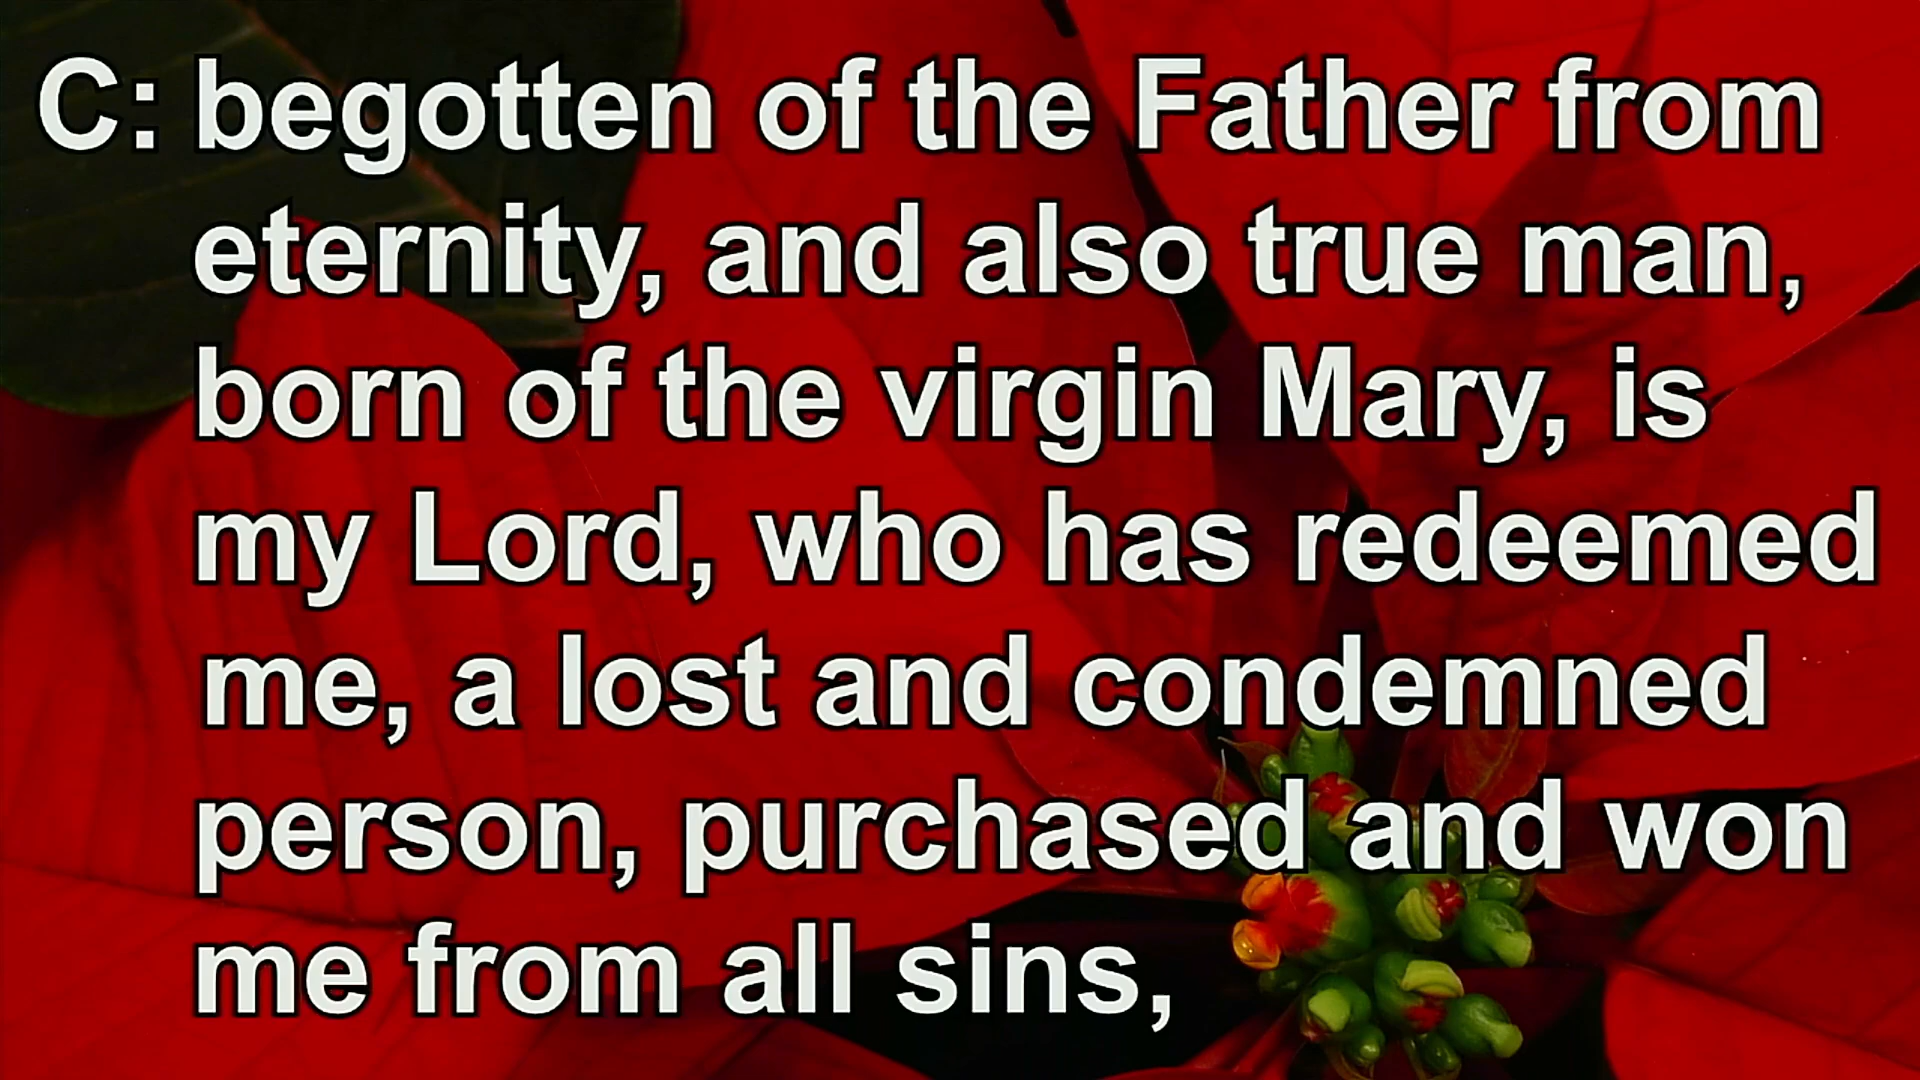 C: begotten of the Father from
eternity, and also true man,
born of the virgin Mary, is
my Lord, who has redeemed
me, a lost and condemned
person, purchased and won
me from all sins,